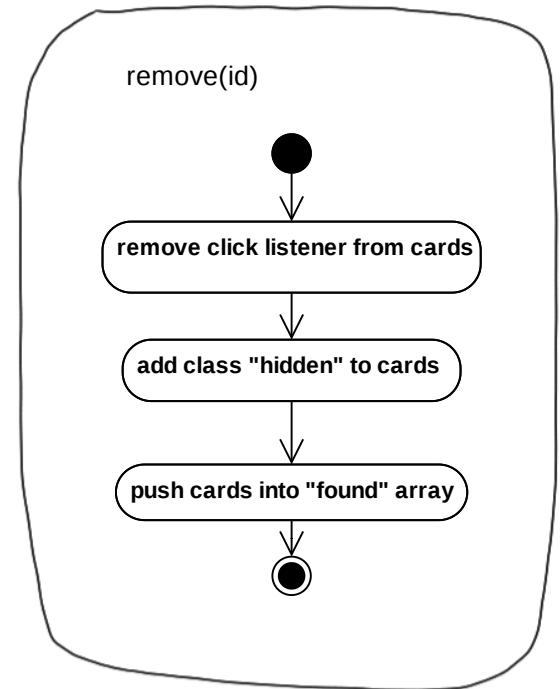 remove(id)
remove click listener from cards
add class "hidden" to cards
push cards into "found" array